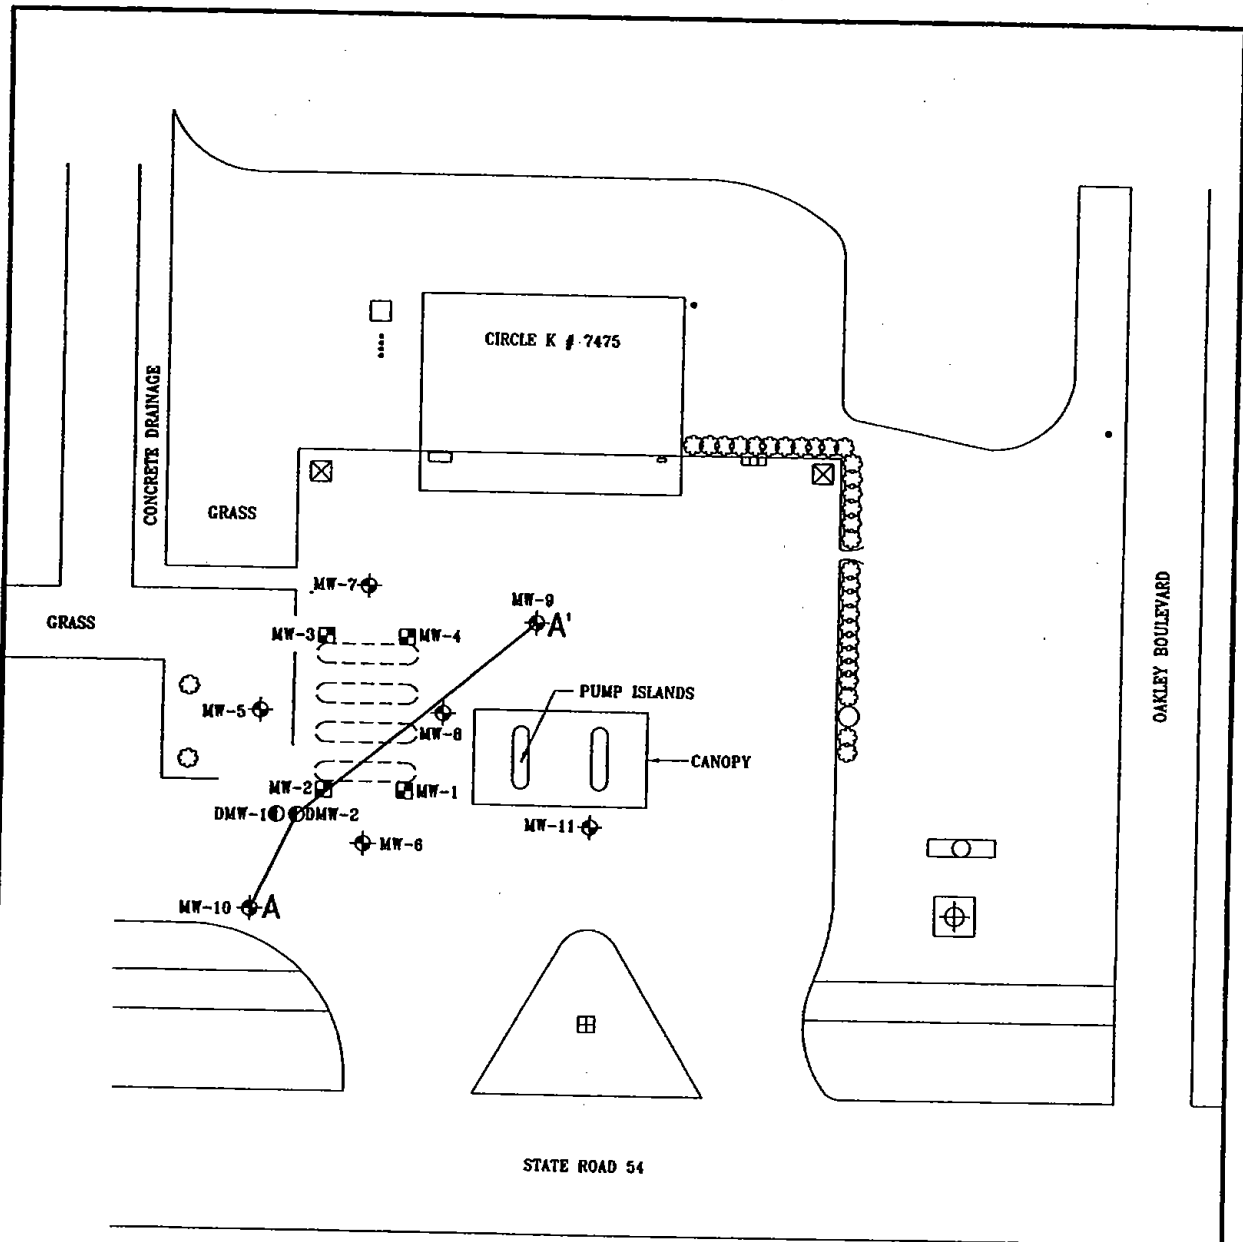 CIRCLE K # 7475
CONCRETE DRAINAGE
GRASS
MW-7
MW-9
A'
GRASS
MW-3
MW-4
OAKLEY BOULEVARD
PUMP ISLANDS
MW-5
MW-8
CANOPY
MW-2
MW-1
DMW-1
DMW-2
MW-11
MW-6
MW-10
A
STATE ROAD 54